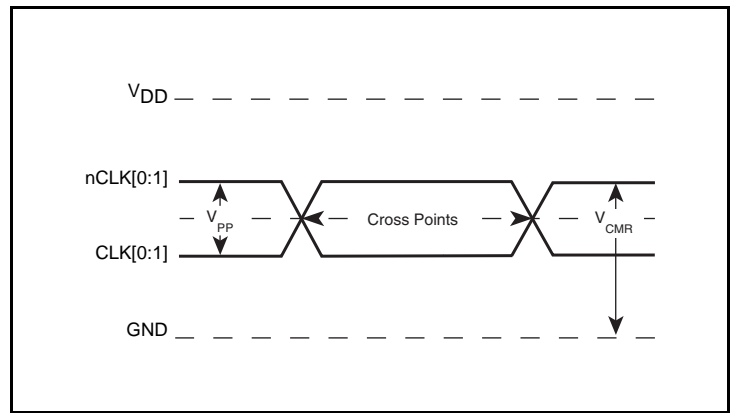 VDD
nCLK[0:1]
VPP
Cross Points
VCMR
CLK[0:1]
GND